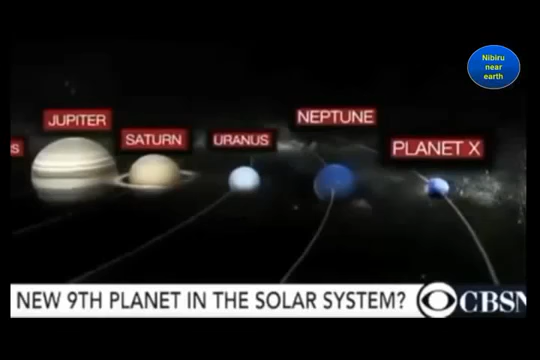 Nibiru
near
earth
JUPITER
SATURN
URANUS
NEPTUNE
PLANET X
NEW 9TH PLANET IN THE SOLAR SYSTEM?
CBSN